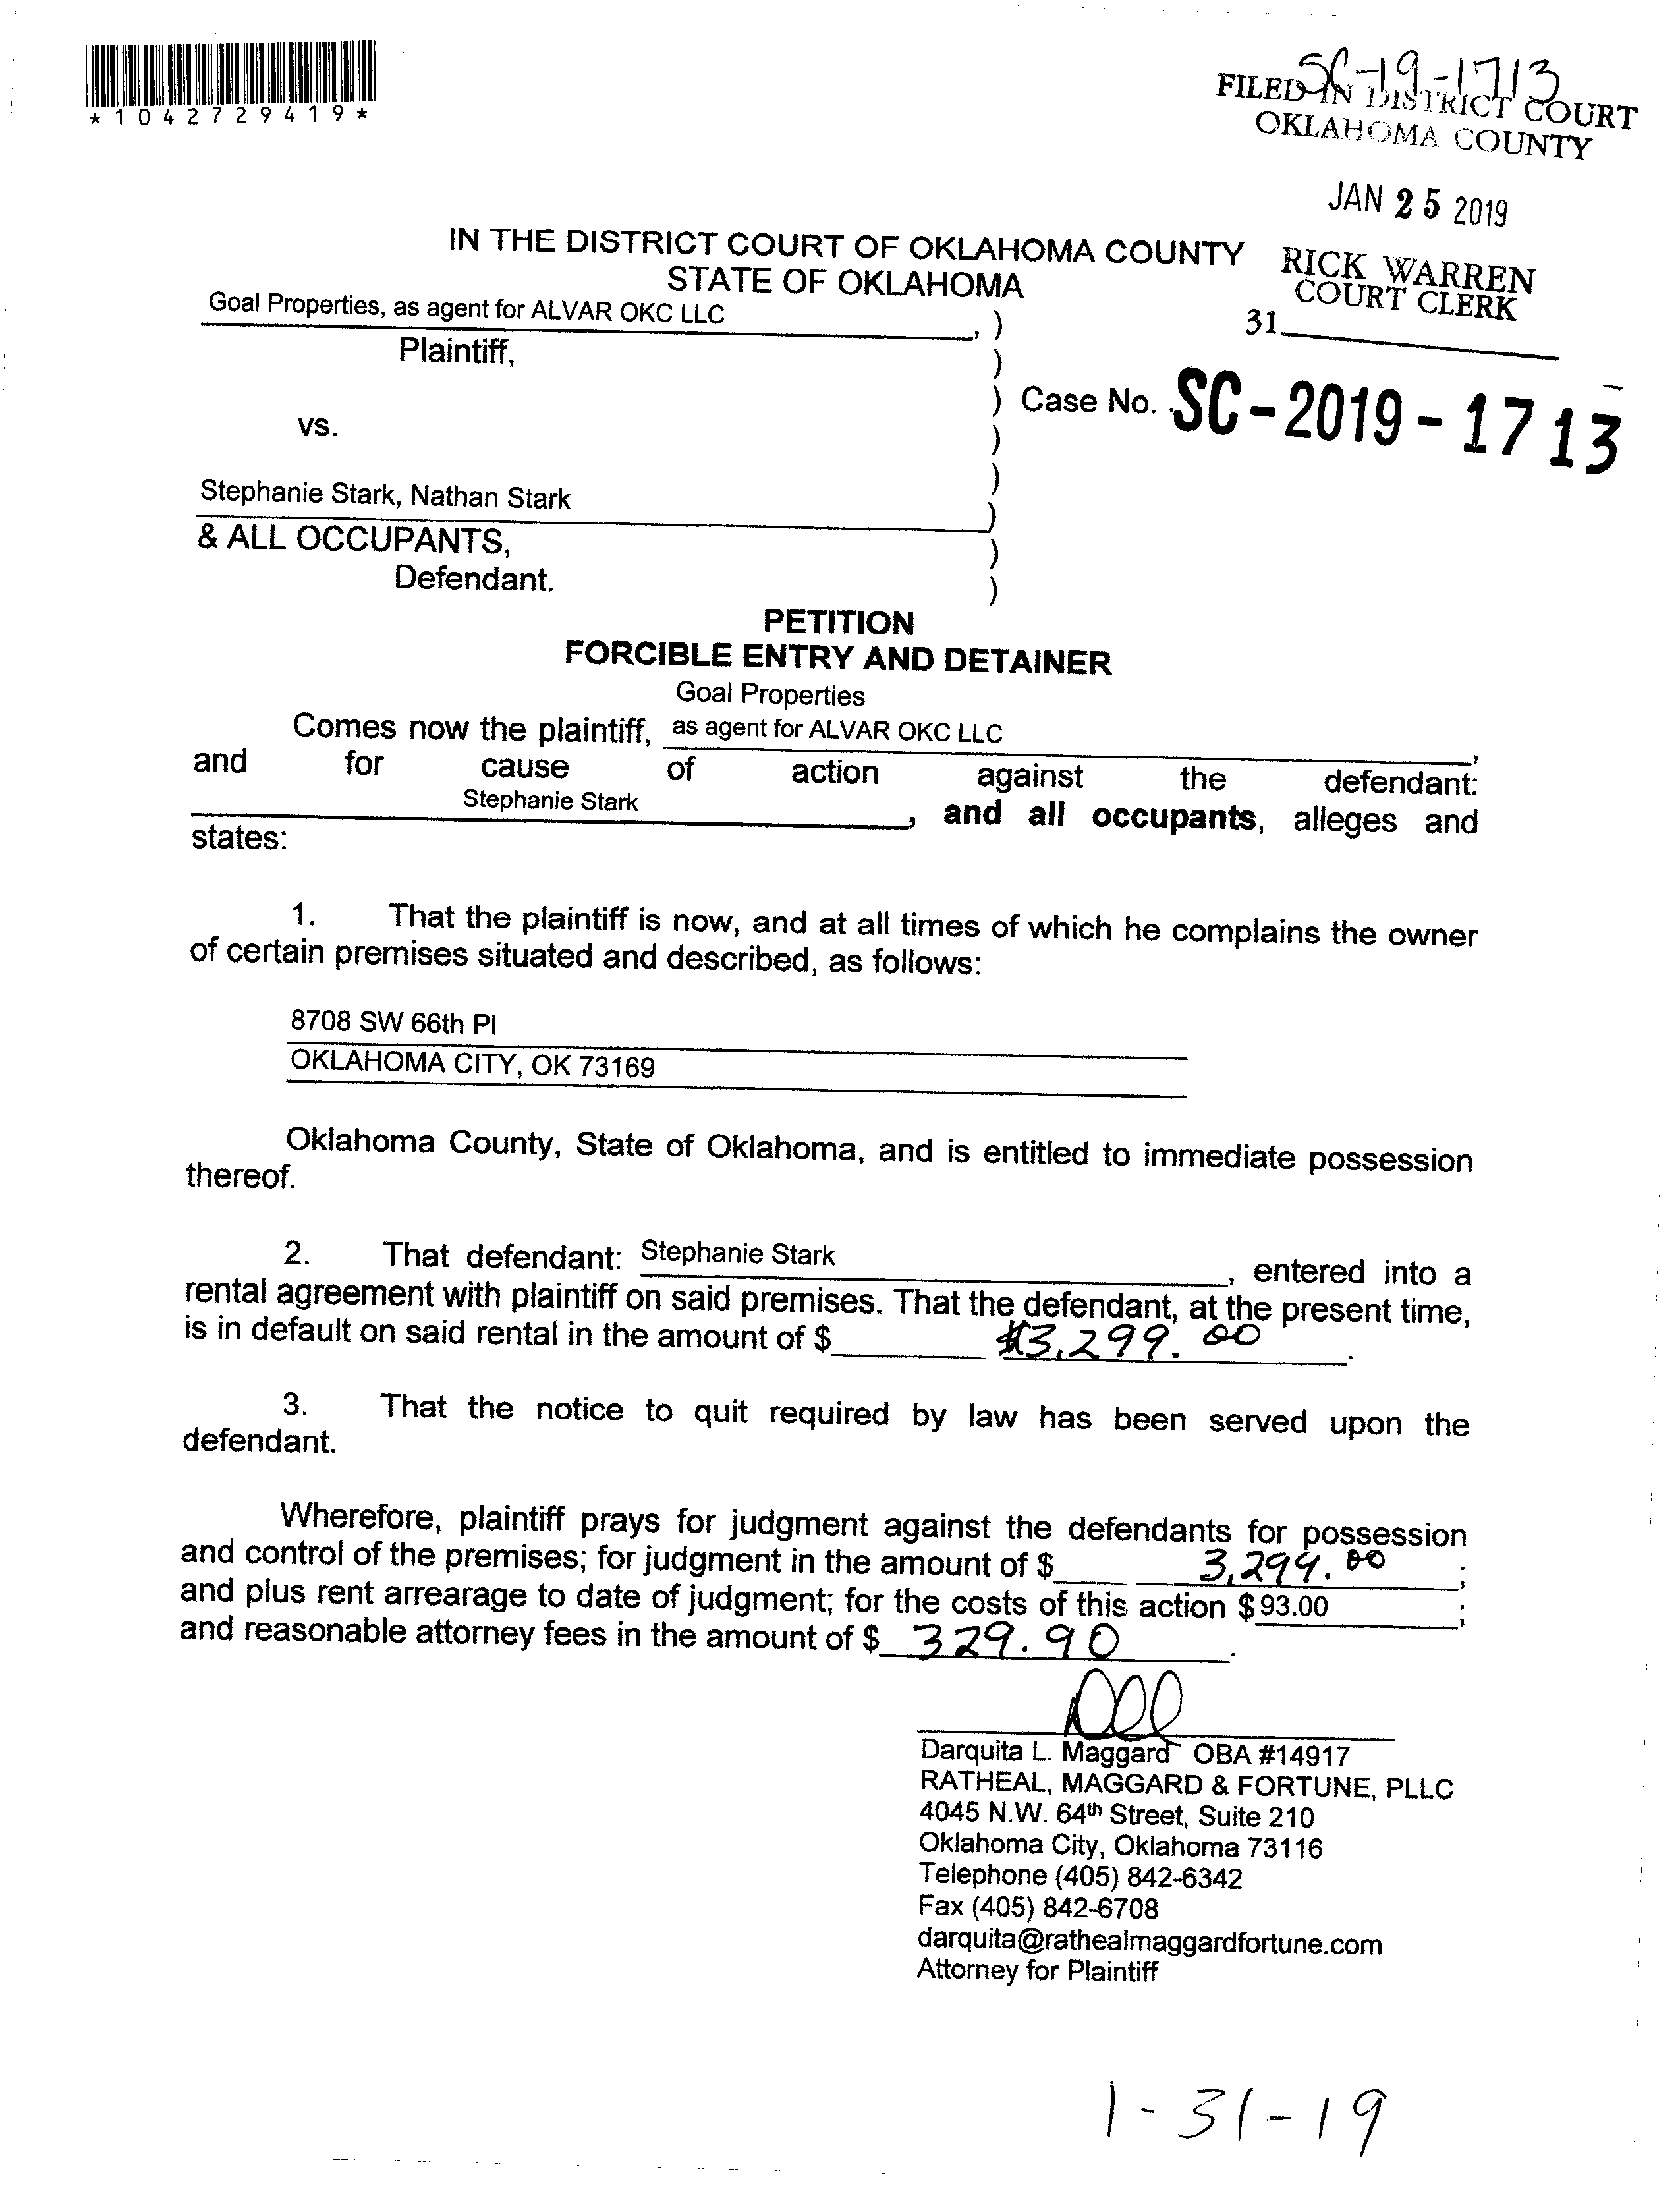 *1042729419*
SC-19-1713
FILED IN DISTRICT COURT
OKLAHOMA COUNTY
JAN 25 2019
RICK WARREN
COURT CLERK
31
IN THE DISTRICT COURT OF OKLAHOMA COUNTY
STATE OF OKLAHOMA
Goal Properties, as agent for ALVAR OKC LLC , )
Plaintiff, )
) Case No. SC-2019-1713
vs. )
)
Stephanie Stark, Nathan Stark )
& ALL OCCUPANTS, )
Defendant. )
PETITION
FORCIBLE ENTRY AND DETAINER
Goal Properties
Comes now the plaintiff, as agent for ALVAR OKC LLC ,
and for cause of action against the defendant:
Stephanie Stark , and all occupants, alleges and
states:
1. That the plaintiff is now, and at all times of which he complains the owner
of certain premises situated and described, as follows:
8708 SW 66th Pl
OKLAHOMA CITY, OK 73169
Oklahoma County, State of Oklahoma, and is entitled to immediate possession
thereof.
2. That defendant: Stephanie Stark , entered into a
rental agreement with plaintiff on said premises. That the defendant, at the present time,
is in default on said rental in the amount of $ $3,299.00 .
3. That the notice to quit required by law has been served upon the
defendant.
Wherefore, plaintiff prays for judgment against the defendants for possession
and control of the premises; for judgment in the amount of $ 3,299.00 ;
and plus rent arrearage to date of judgment; for the costs of this action $ 93.00 ;
and reasonable attorney fees in the amount of $ 329.90 .
Darquita L. Maggard OBA #14917
RATHEAL, MAGGARD & FORTUNE, PLLC
4045 N.W. 64th Street, Suite 210
Oklahoma City, Oklahoma 73116
Telephone (405) 842-6342
Fax (405) 842-6708
darquita@rathealmaggardfortune.com
Attorney for Plaintiff
1-31-19